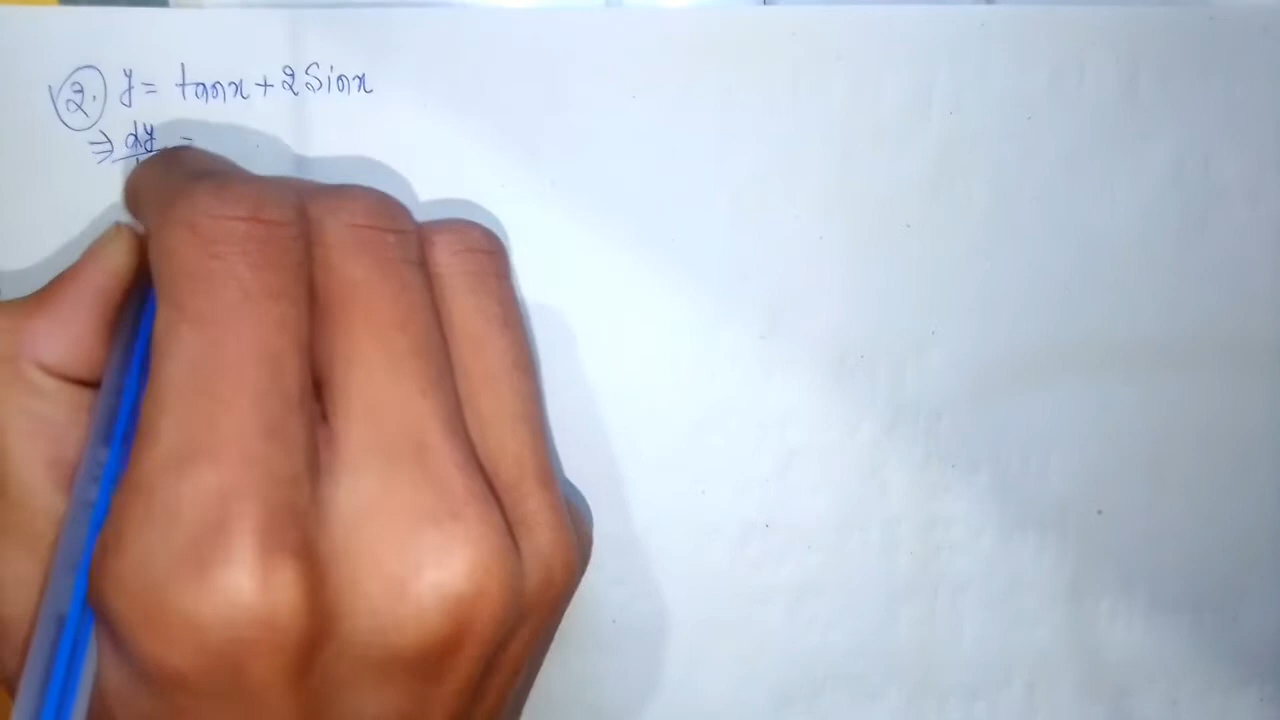 2. y = tanx + 2 Sinx
⇒ dy =